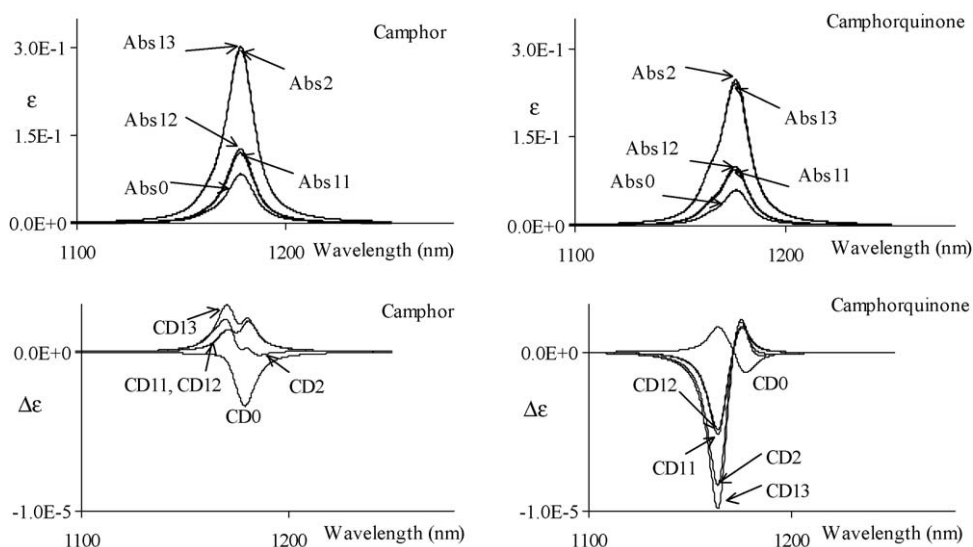 Camphor
3.0E-1
Abs13
Abs2
ε
1.5E-1
Abs12
Abs11
Abs0
0.0E+0
1100
1200
Wavelength (nm)
Camphorquinone
3.0E-1
Abs2
Abs13
ε
1.5E-1
Abs12
Abs11
Abs0
0.0E+0
1100
1200
Wavelength (nm)
Camphor
CD13
0.0E+0
CD11, CD12
CD2
CD0
Δε
-1.0E-5
1100
1200
Wavelength (nm)
Camphorquinone
0.0E+0
CD0
CD12
Δε
CD11
CD2
CD13
-1.0E-5
1100
1200
Wavelength (nm)